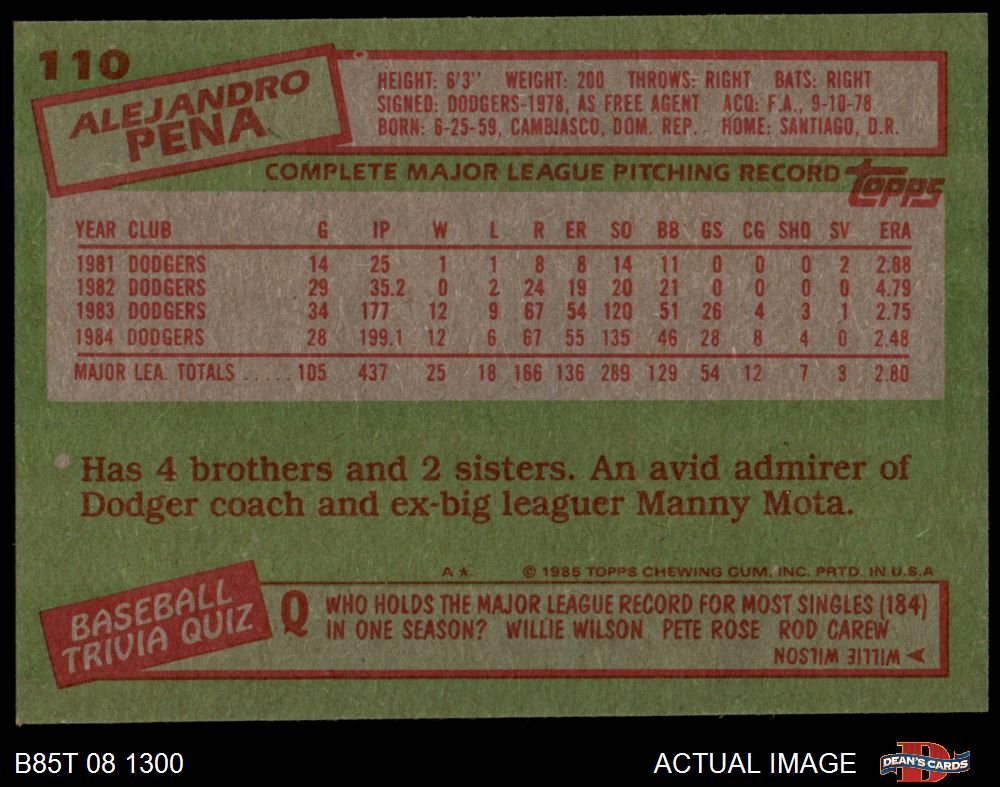 110
ALEJANDRO
PENA
HEIGHT: 6'3" WEIGHT: 200 THROWS: RIGHT BATS: RIGHT
SIGNED: DODGERS-1978, AS FREE AGENT ACQ: F.A., 9-10-78
BORN: 6-25-59, CAMBIASCO, DOM. REP. HOME: SANTIAGO, D.R.
COMPLETE MAJOR LEAGUE PITCHING RECORD
Topps
YEAR CLUB G IP W L R ER SO BB GS CG SHO SV ERA
1981 DODGERS 14 25 1 1 8 8 14 11 0 0 0 2 2.88
1982 DODGERS 29 35.2 0 2 24 19 20 21 0 0 0 0 4.79
1983 DODGERS 34 177 12 9 67 54 120 51 26 4 3 1 2.75
1984 DODGERS 28 199.1 12 6 67 55 135 46 28 8 4 0 2.48
MAJOR LEA. TOTALS ..... 105 437 25 18 166 136 289 129 54 12 7 3 2.80
Has 4 brothers and 2 sisters. An avid admirer of
Dodger coach and ex-big leaguer Manny Mota.
A* © 1985 TOPPS CHEWING GUM, INC. PRTD. IN U.S.A.
BASEBALL
TRIVIA QUIZ
Q WHO HOLDS THE MAJOR LEAGUE RECORD FOR MOST SINGLES (184)
IN ONE SEASON? WILLIE WILSON PETE ROSE ROD CAREW
WILLIE WILSON
B85T 08 1300
ACTUAL IMAGE
DEAN'S CARDS